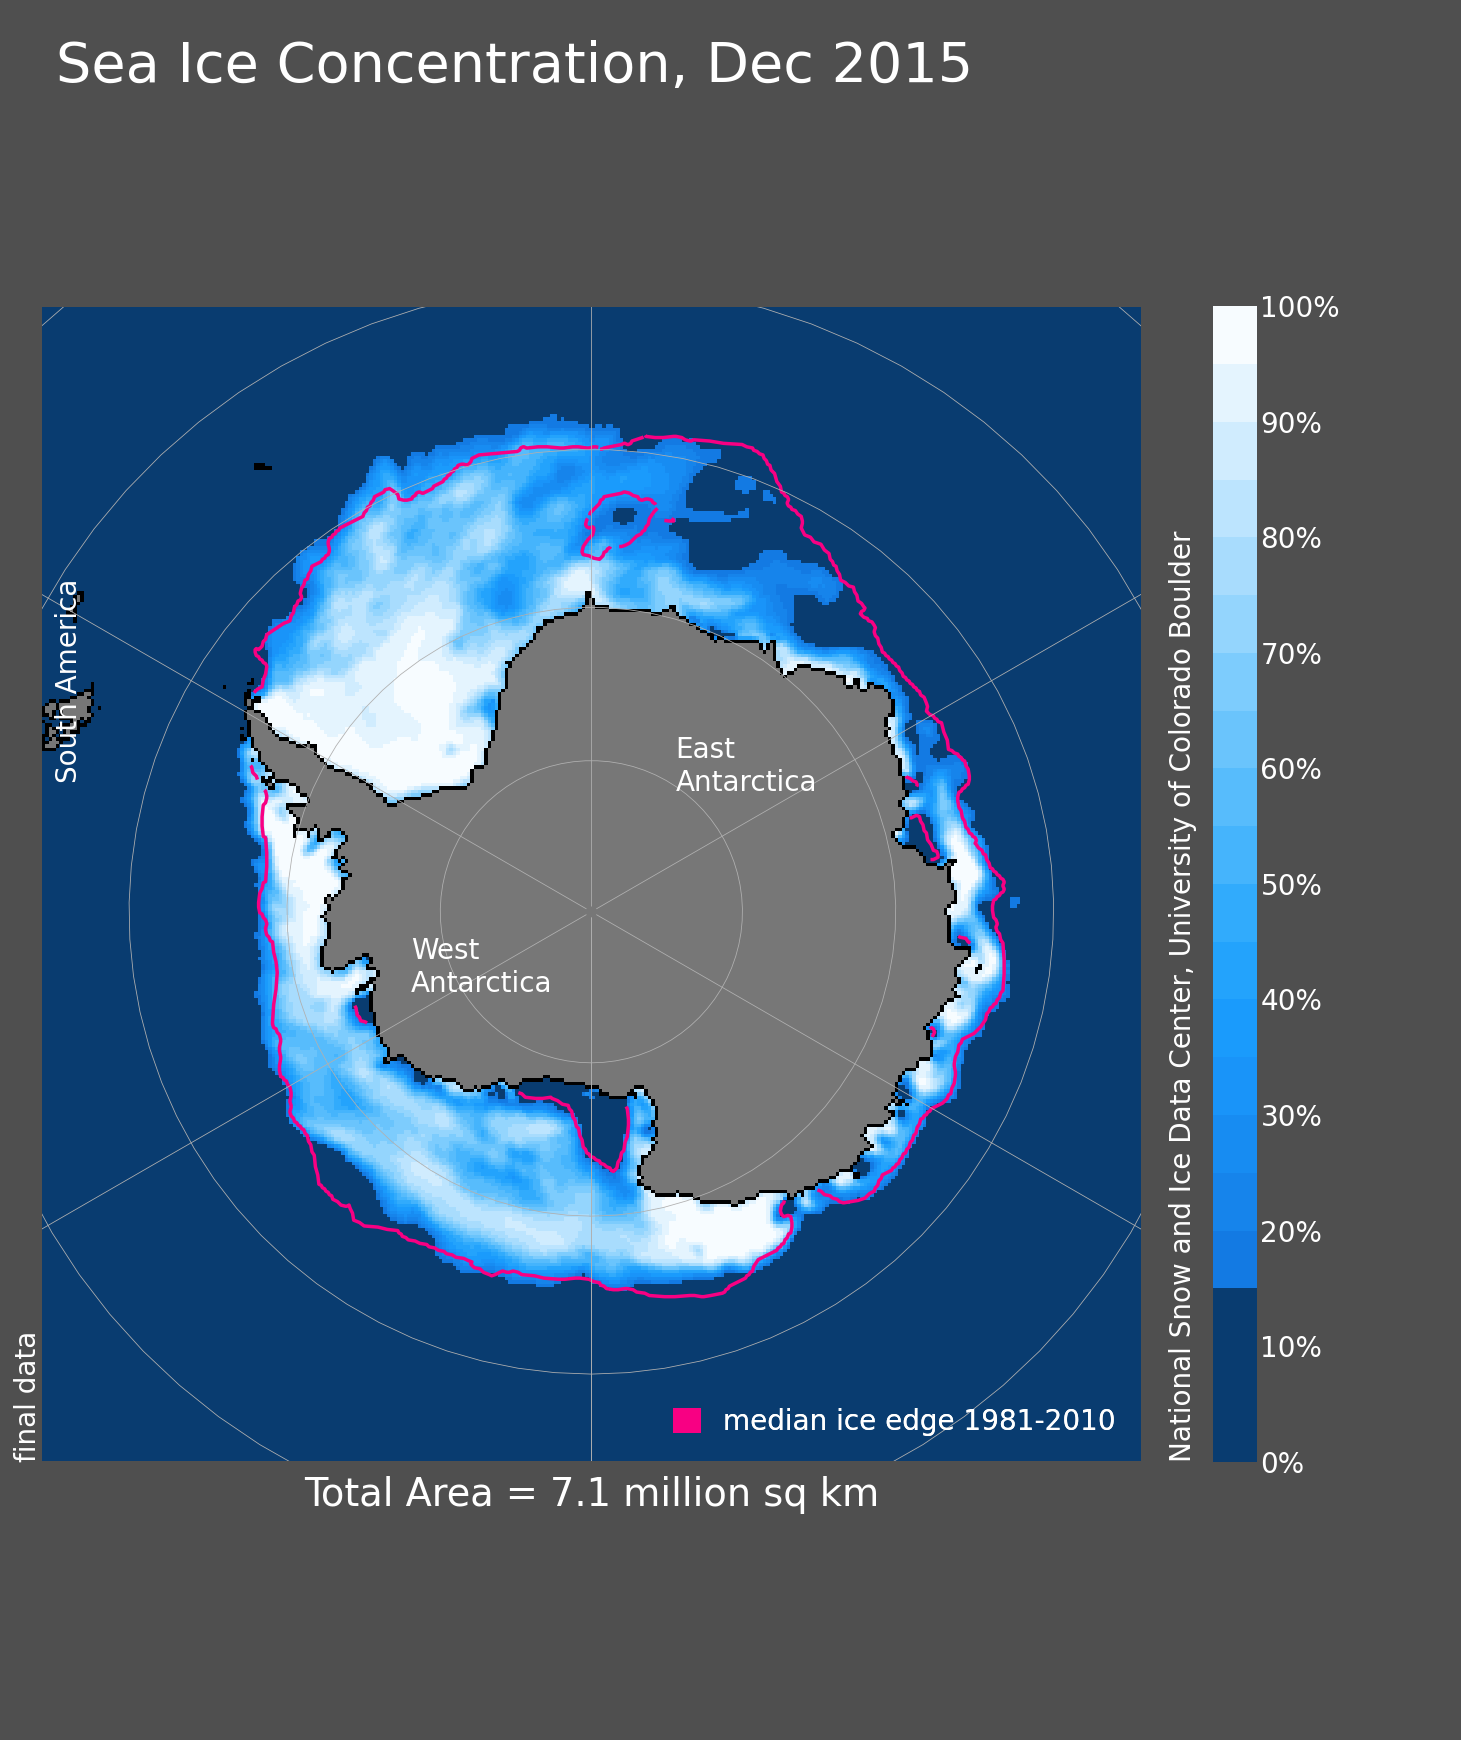 Sea Ice Concentration, Dec 2015
South America
East
Antarctica
West
Antarctica
median ice edge 1981-2010
final data
Total Area = 7.1 million sq km
National Snow and Ice Data Center, University of Colorado Boulder
100%
90%
80%
70%
60%
50%
40%
30%
20%
10%
0%